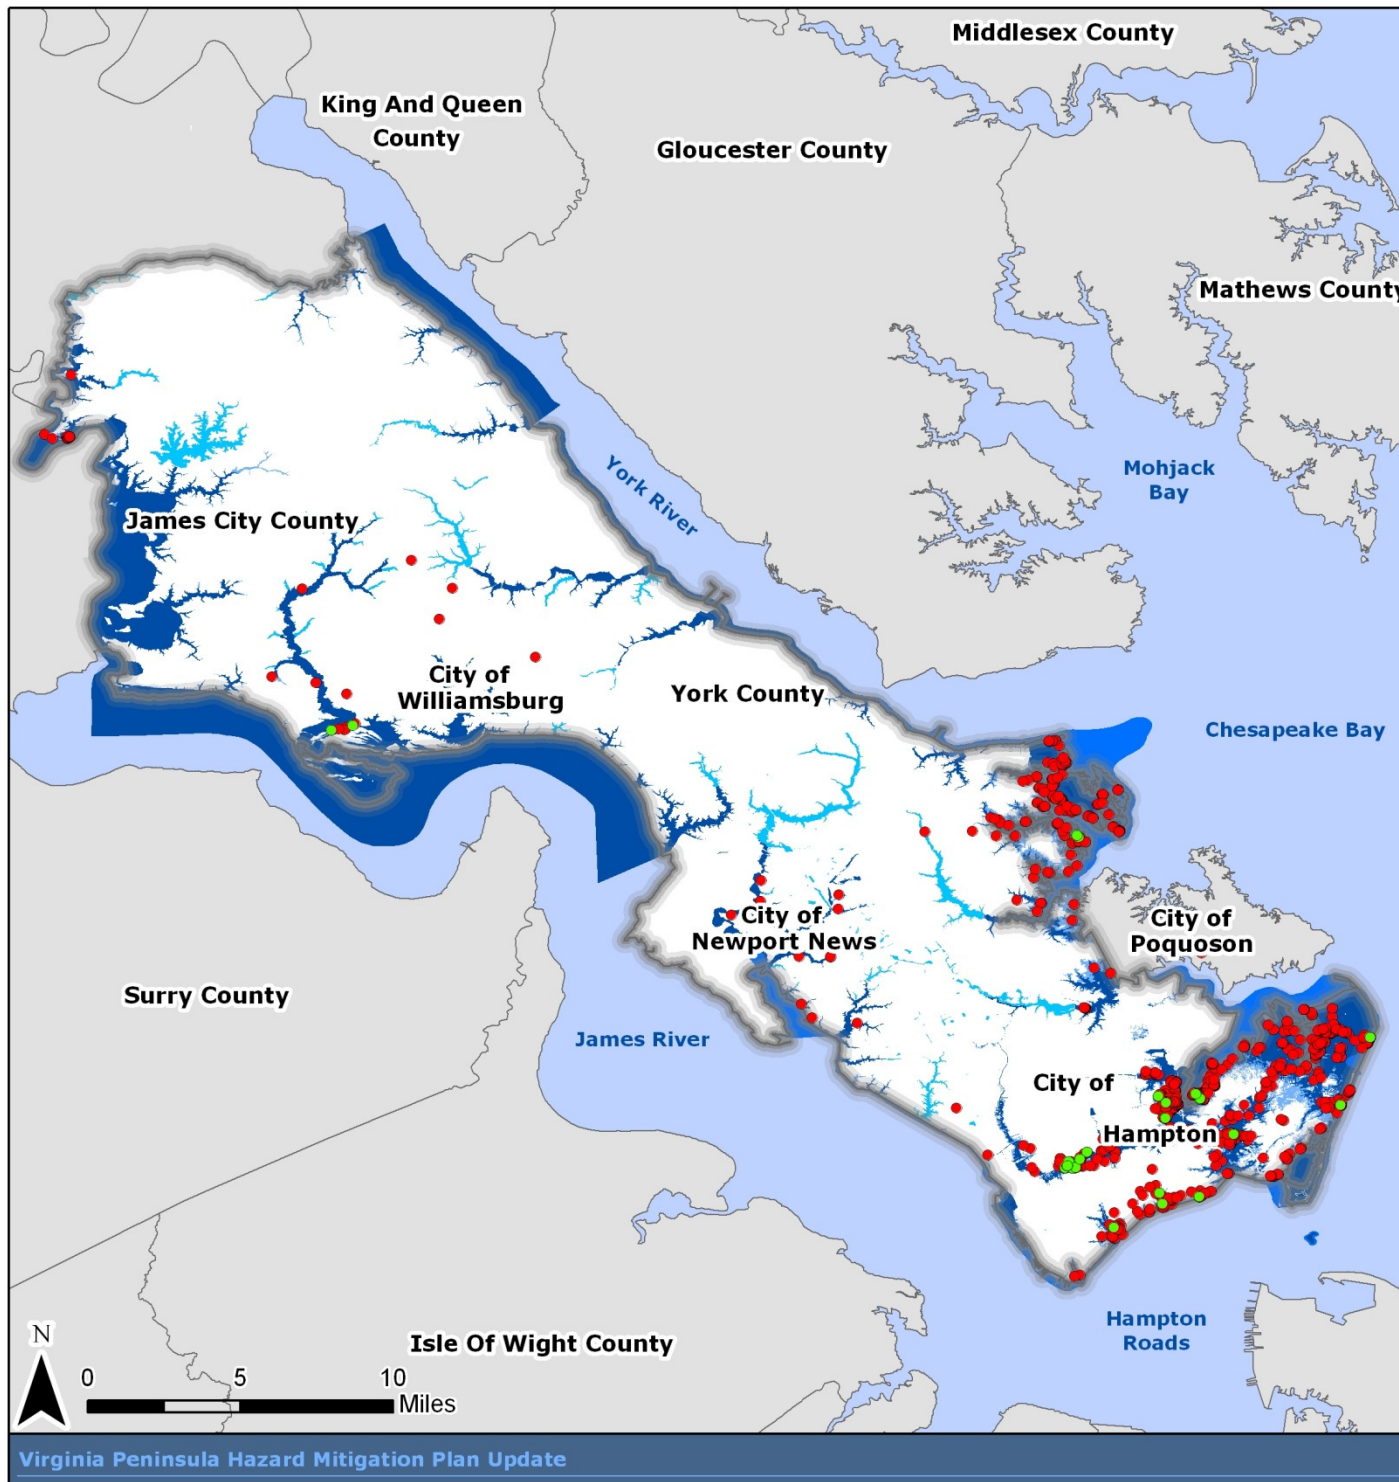 Middlesex County
King And Queen
County
Gloucester County
Mathews County
York River
Mohjack
Bay
James City County
City of
Williamsburg
York County
Chesapeake Bay
City of
Newport News
City of
Poquoson
Surry County
James River
City of
Hampton
Hampton
Roads
Isle Of Wight County
N
0 5 10
Miles
Virginia Peninsula Hazard Mitigation Plan Update